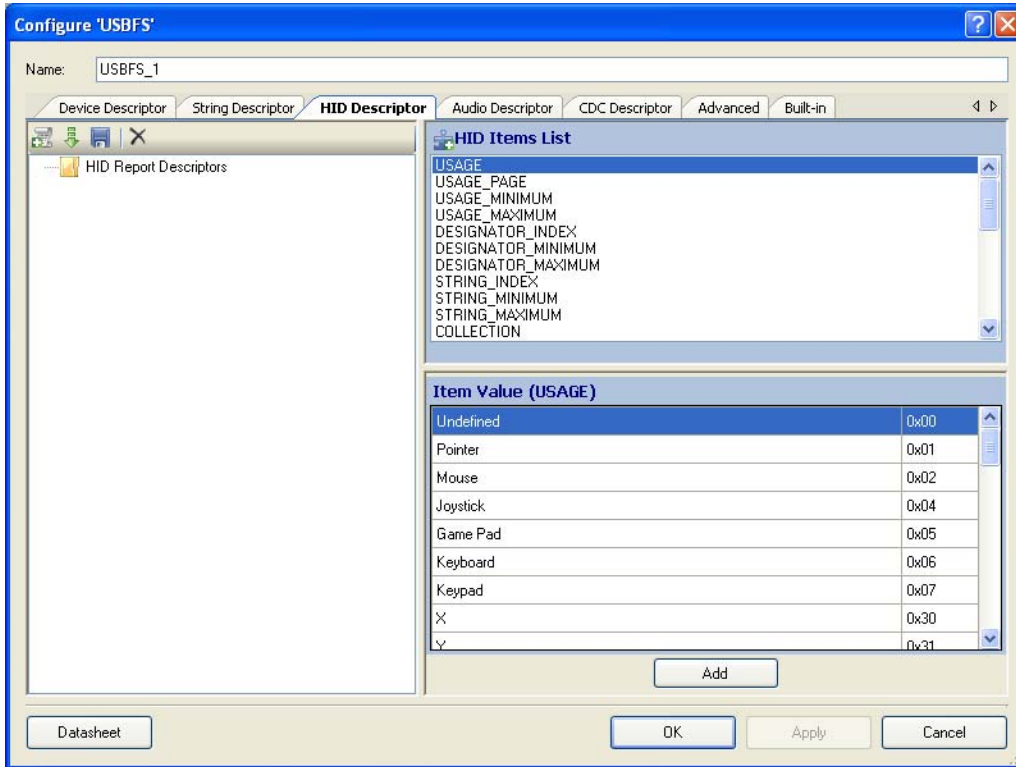 Configure 'USBFS'
Name: USBFS_1
Device Descriptor String Descriptor HID Descriptor Audio Descriptor CDC Descriptor Advanced Built-in
HID Report Descriptors
HID Items List
USAGE
USAGE_PAGE
USAGE_MINIMUM
USAGE_MAXIMUM
DESIGNATOR_INDEX
DESIGNATOR_MINIMUM
DESIGNATOR_MAXIMUM
STRING_INDEX
STRING_MINIMUM
STRING_MAXIMUM
COLLECTION
Item Value (USAGE)
Undefined 0x00
Pointer 0x01
Mouse 0x02
Joystick 0x04
Game Pad 0x05
Keyboard 0x06
Keypad 0x07
X 0x30
Y 0x31
Add
Datasheet OK Apply Cancel